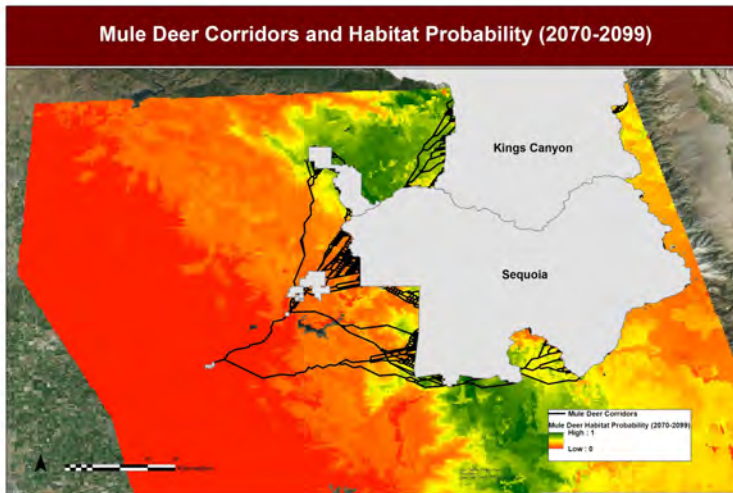 Mule Deer Corridors and Habitat Probability (2070-2099)
Kings Canyon
Sequoia
Mule Deer Corridors
Mule Deer Habitat Probability (2070-2099)
High : 1
Low : 0